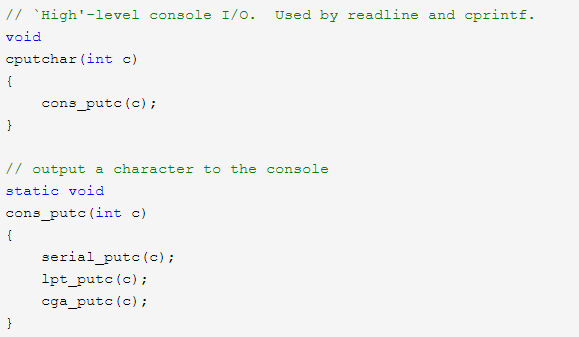 // `High'-level console I/O.  Used by readline and cprintf.
void
cputchar(int c)
{
    cons_putc(c);
}
// output a character to the console
static void
cons_putc(int c)
{
    serial_putc(c);
    lpt_putc(c);
    cga_putc(c);
}